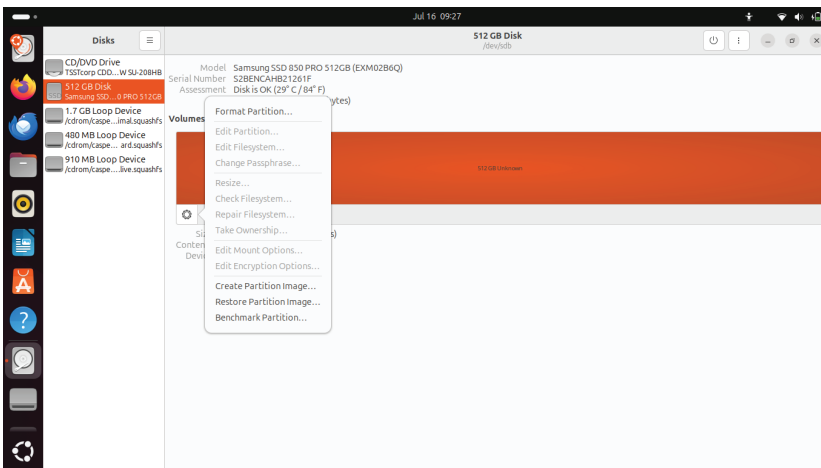 Jul 16 09:27
Disks
512 GB Disk
/dev/sdb
CD/DVD Drive
TSSTcorp CDD...W SU-208HB
512 GB Disk
Samsung SSD...0 PRO 512GB
1.7 GB Loop Device
/cdrom/caspe...imal.squashfs
480 MB Loop Device
/cdrom/caspe... ard.squashfs
910 MB Loop Device
/cdrom/caspe....live.squashfs
Model Samsung SSD 850 PRO 512GB (EXM02B6Q)
Serial Number S2BENCAHB21261F
Assessment Disk is OK (29° C / 84° F)
ytes)
Volumes
512 GB Unknown
Format Partition...
Edit Partition...
Edit Filesystem...
Change Passphrase...
Resize...
Check Filesystem...
Repair Filesystem...
Take Ownership...
Edit Mount Options...
Edit Encryption Options...
Create Partition Image...
Restore Partition Image...
Benchmark Partition...
Siz
s)
Conten
Devi